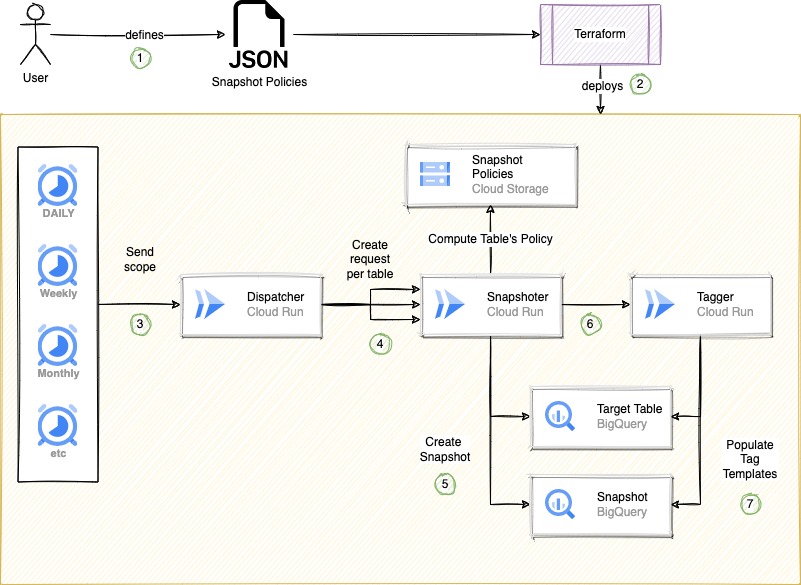 defines
1
User
JSON
Snapshot Policies
Terraform
deploys
2
DAILY
Weekly
Monthly
etc
Send
scope
3
Dispatcher
Cloud Run
Create
request
per table
4
Snapshot
Policies
Cloud Storage
Compute Table's Policy
Snapshoter
Cloud Run
6
Tagger
Cloud Run
Create
Snapshot
5
Target Table
BigQuery
Snapshot
BigQuery
Populate
Tag
Templates
7